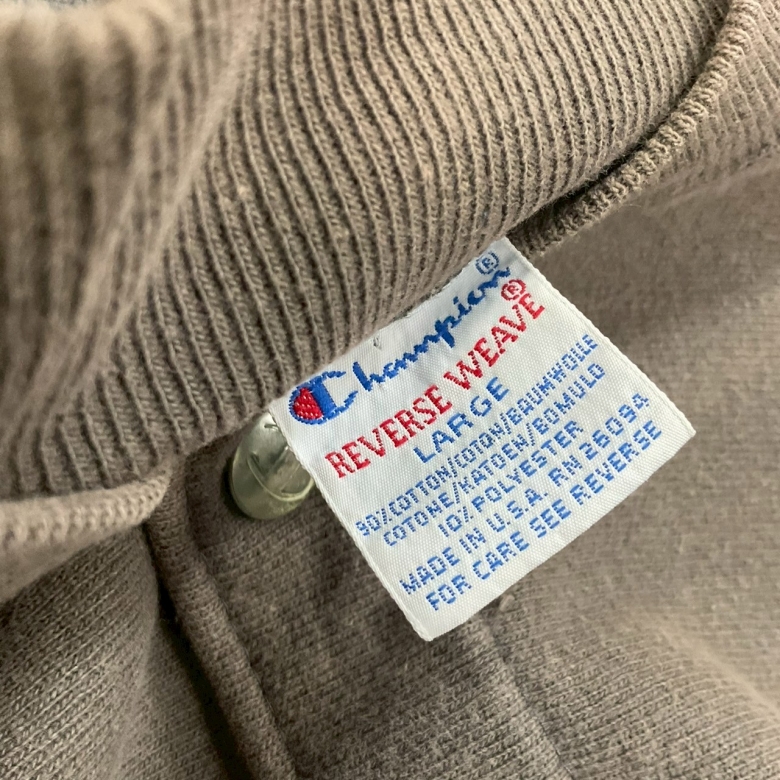 Champion®
REVERSE WEAVE®
LARGE
90% COTTON/COTON/BAUMWOLLE
COTONE/KATOEN/BOMULD
10% POLYESTER
MADE IN U.S.A. RN 26094
FOR CARE SEE REVERSE